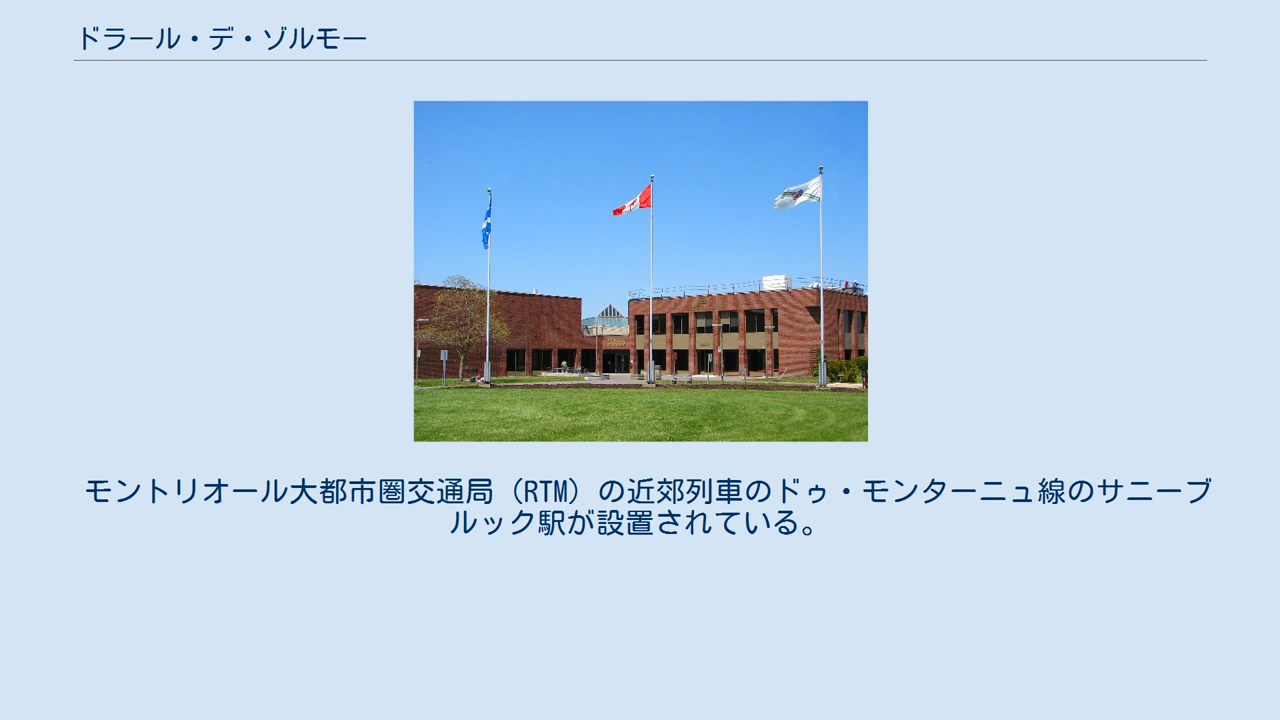 ドラール・デ・ゾルモー
モントリオール大都市圏交通局（RTM）の近郊列車のドゥ・モンターニュ線のサニーブ
ルック駅が設置されている。